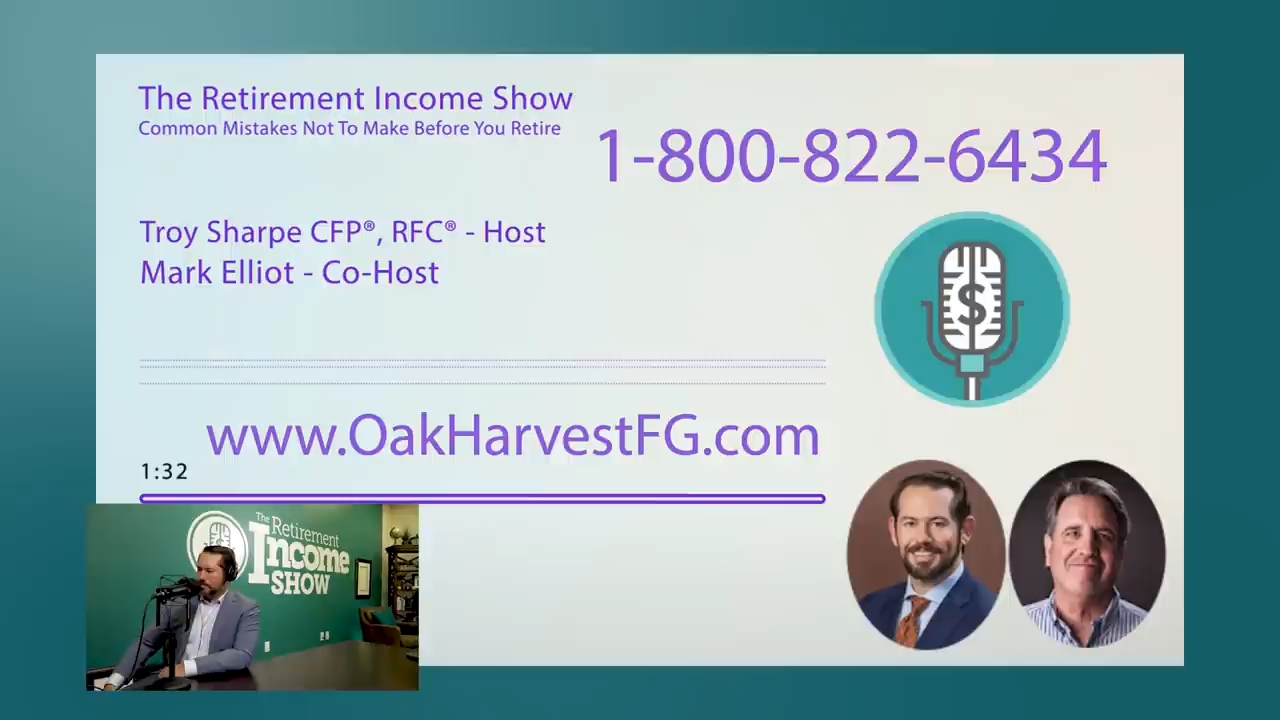 The Retirement Income Show
Common Mistakes Not To Make Before You Retire
1-800-822-6434
Troy Sharpe CFP®, RFC® - Host
Mark Elliot - Co-Host
$
www.OakHarvestFG.com
1:32
The Retirement
Income
SHOW